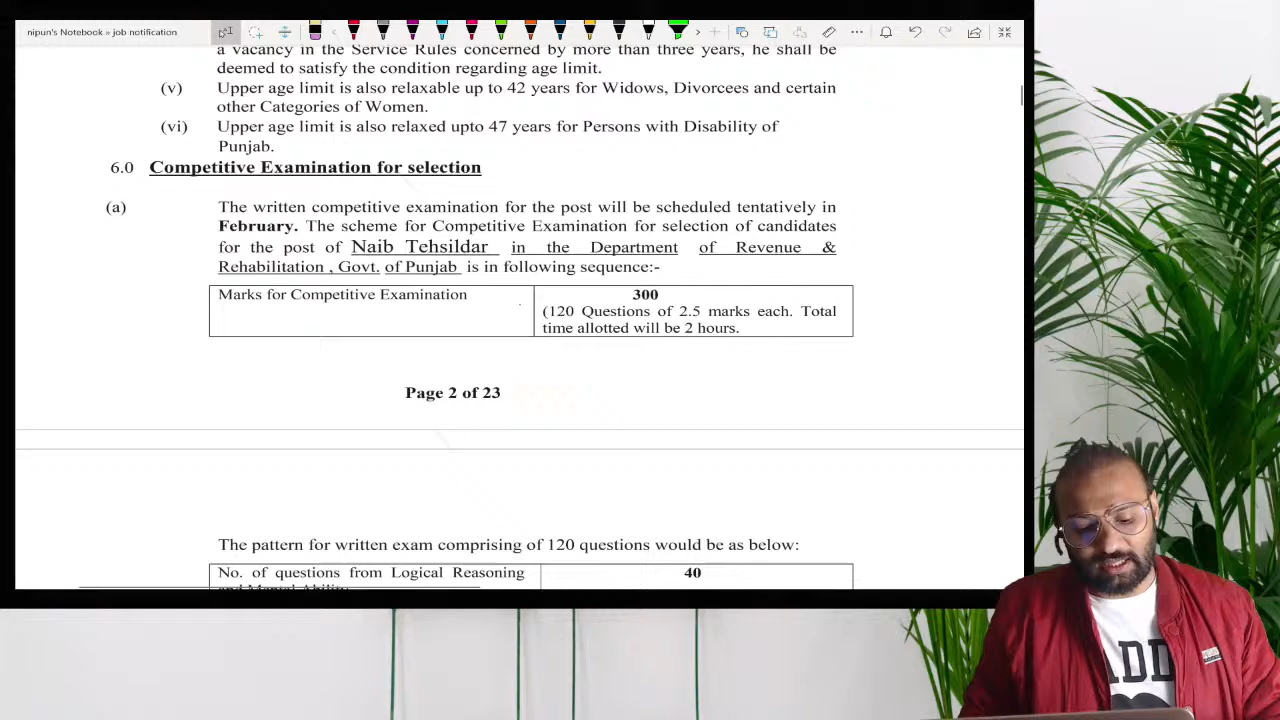 nipun's Notebook » job notification
a vacancy in the Service Rules concerned by more than three years, he shall be
deemed to satisfy the condition regarding age limit.
(v) Upper age limit is also relaxable up to 42 years for Widows, Divorcees and certain
other Categories of Women.
(vi) Upper age limit is also relaxed upto 47 years for Persons with Disability of
Punjab.
6.0 Competitive Examination for selection
(a) The written competitive examination for the post will be scheduled tentatively in
February. The scheme for Competitive Examination for selection of candidates
for the post of Naib Tehsildar in the Department of Revenue &
Rehabilitation , Govt. of Punjab is in following sequence:-
Marks for Competitive Examination 300
(120 Questions of 2.5 marks each. Total
time allotted will be 2 hours.
Page 2 of 23
The pattern for written exam comprising of 120 questions would be as below:
No. of questions from Logical Reasoning 40
and Mental Ability